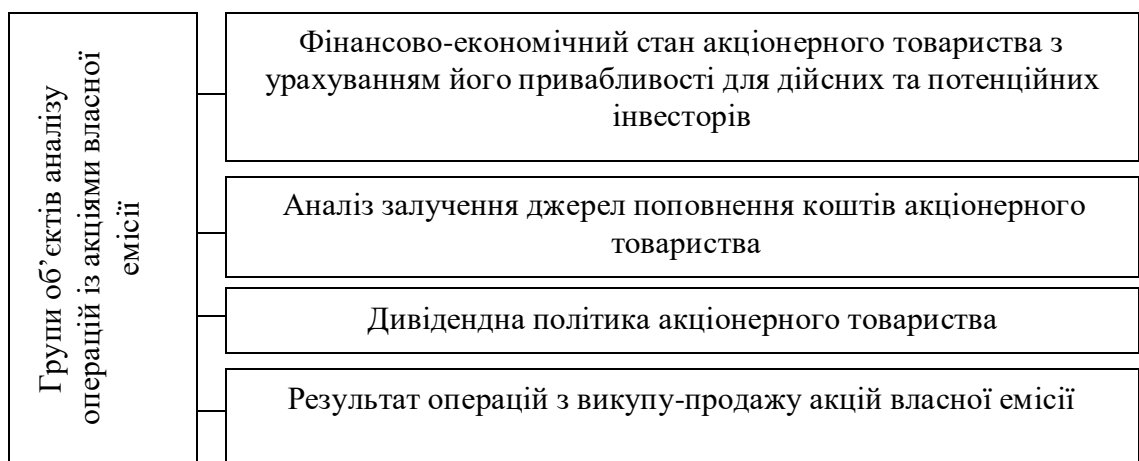 Групи об’єктів аналізу
операцій із акціями власної
емісії
Фінансово-економічний стан акціонерного товариства з
урахуванням його привабливості для дійсних та потенційних
інвесторів
Аналіз залучення джерел поповнення коштів акціонерного
товариства
Дивідендна політика акціонерного товариства
Результат операцій з викупу-продажу акцій власної емісії